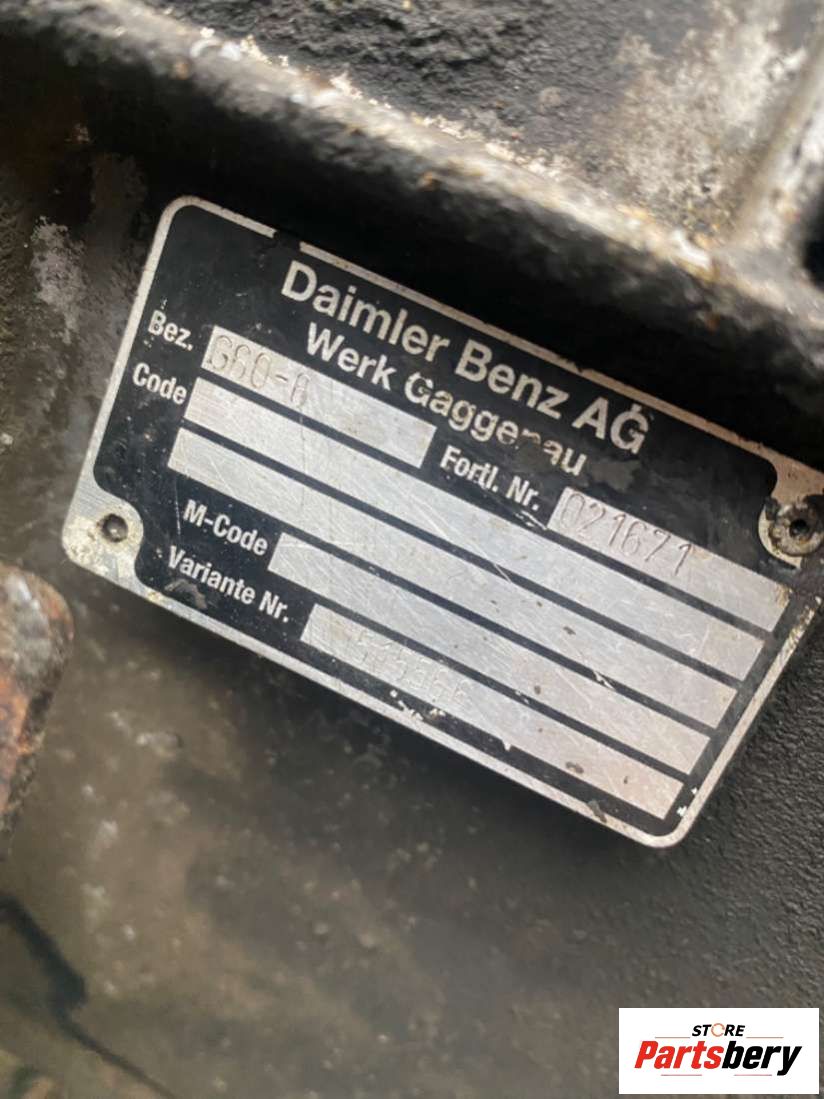 Daimler Benz AG
Werk Gaggenau
Bez. G60-6
Fortl. Nr. 021671
Code
M-Code
Variante Nr.
STORE
Partsbery